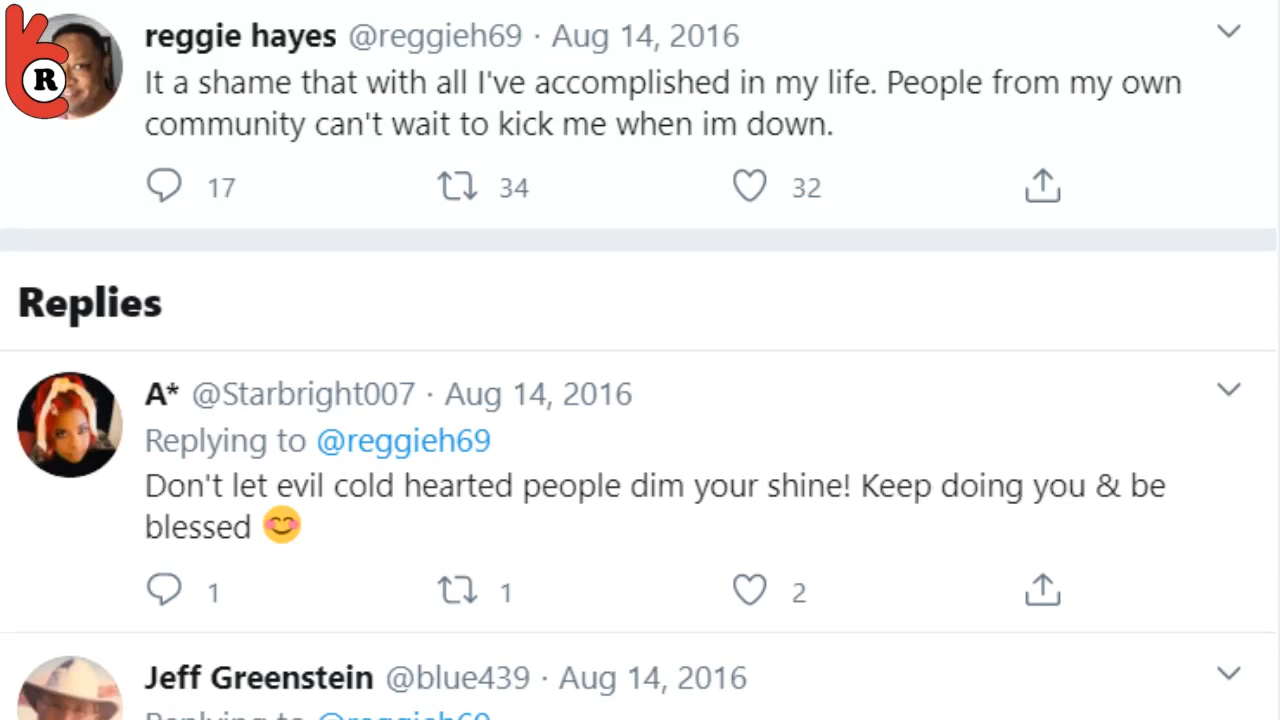 R
reggie hayes @reggieh69 · Aug 14, 2016
It a shame that with all I've accomplished in my life. People from my own
community can't wait to kick me when im down.
17 34 32
Replies
A* @Starbright007 · Aug 14, 2016
Replying to @reggieh69
Don't let evil cold hearted people dim your shine! Keep doing you & be
blessed 😊
1 1 2
Jeff Greenstein @blue439 · Aug 14, 2016
Replying to @reggieh69